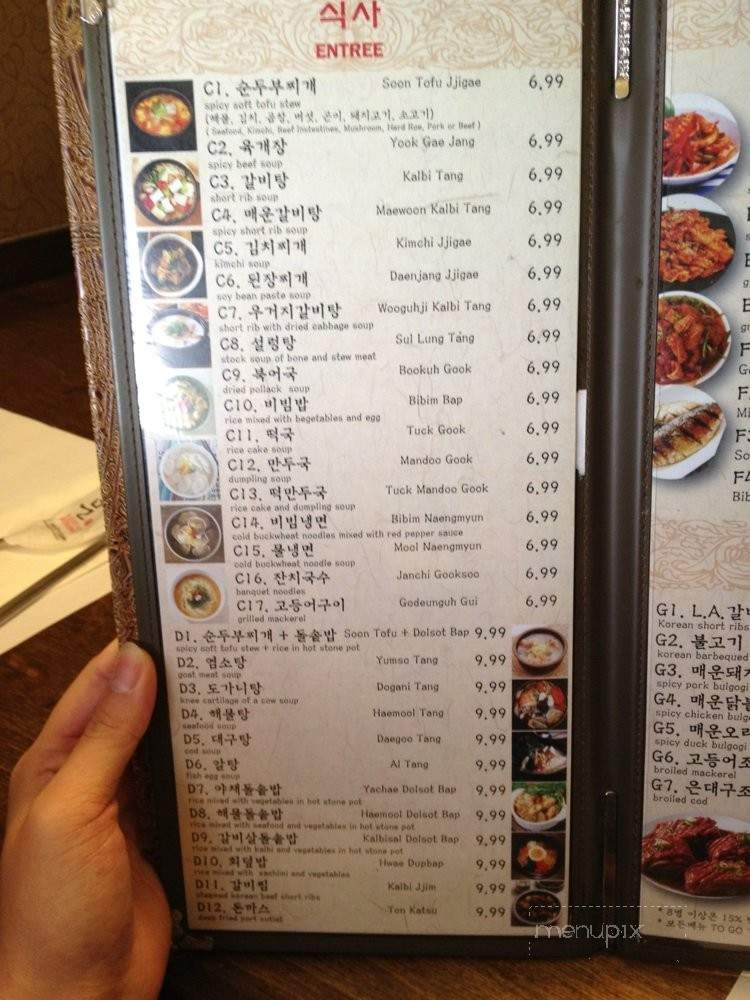 식사
ENTREE
C1. 순두부찌개 Soon Tofu Jjigae 6.99
spicy soft tofu stew
(해물, 김치, 곱창, 버섯, 곤이, 돼지고기, 소고기)
( Seafood, Kimchi, Beef Instestines, Mushroom, Hard Roe, Pork or Beef )
C2. 육개장 Yook Gae Jang 6.99
spicy beef soup
C3. 갈비탕 Kalbi Tang 6.99
short rib soup
C4. 매운갈비탕 Maewoon Kalbi Tang 6.99
spicy short rib soup
C5. 김치찌개 Kimchi Jjigae 6.99
kimchi soup
C6. 된장찌개 Daenjang Jjigae 6.99
soy bean paste soup
C7. 우거지갈비탕 Wooguhji Kalbi Tang 6.99
short rib with dried cabbage soup
C8. 설렁탕 Sul Lung Tang 6.99
stock soup of bone and stew meat
C9. 북어국 Bookuh Gook 6.99
dried pollack soup
C10. 비빔밥 Bibim Bap 6.99
rice mixed with begetables and egg
C11. 떡국 Tuck Gook 6.99
rice cake soup
C12. 만두국 Mandoo Gook 6.99
dumpling soup
C13. 떡만두국 Tuck Mandoo Gook 6.99
rice cake and dumpling soup
C14. 비빔냉면 Bibim Naengmyun 6.99
cold buckwheat noodles mixed with red pepper sauce
C15. 물냉면 Mool Naengmyun 6.99
cold buckwheat noodle soup
C16. 잔치국수 Janchi Gooksoo 6.99
banquet noodles
C17. 고등어구이 Godeunguh Gui 6.99
grilled mackerel
D1. 순두부찌개 + 돌솥밥 Soon Tofu + Dolsot Bap 9.99
spicy soft tofu stew + rice in hot stone pot
D2. 염소탕 Yumso Tang 9.99
goat meat soup
D3. 도가니탕 Dogani Tang 9.99
knee cartilage of a cow soup
D4. 해물탕 Haemool Tang 9.99
seafood soup
D5. 대구탕 Daegoo Tang 9.99
cod soup
D6. 알탕 Al Tang 9.99
fish egg soup
D7. 야채돌솥밥 Yachae Dolsot Bap 9.99
rice mixed with vegetables in hot stone pot
D8. 해물돌솥밥 Haemool Dolsot Bap 9.99
rice mixed with seafood and vegetables in hot stone pot
D9. 갈비살돌솥밥 Kalbisal Dolsot Bap 9.99
rice mixed with kalbi and vegetables in hot stone pot
D10. 회덮밥 Hwae Dupbap 9.99
rice mixed with sachimi and vegetables
D11. 갈비찜 Kalbi Jjim 9.99
steamed korean beef short ribs
D12. 돈까스 Ton Katsu 9.99
deep fried pork cutlet
G1. L.A.갈
Korean short ribs
G2. 불고기
korean barbequed
G3. 매운돼지
spicy pork bulgogi
G4. 매운닭
spicy chicken bulg
G5. 매운오리
spicy duck bulgogi
G6. 고등어조
broiled mackerel
G7. 은대구조
broiled cod
* 8명 이상은 15%
* 모든메뉴 TO GO
menupix